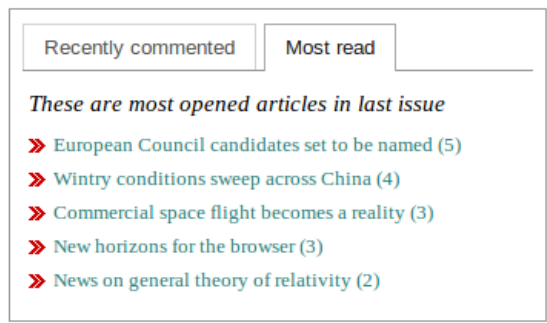 Recently commented
Most read
These are most opened articles in last issue
European Council candidates set to be named (5)
Wintry conditions sweep across China (4)
Commercial space flight becomes a reality (3)
New horizons for the browser (3)
News on general theory of relativity (2)